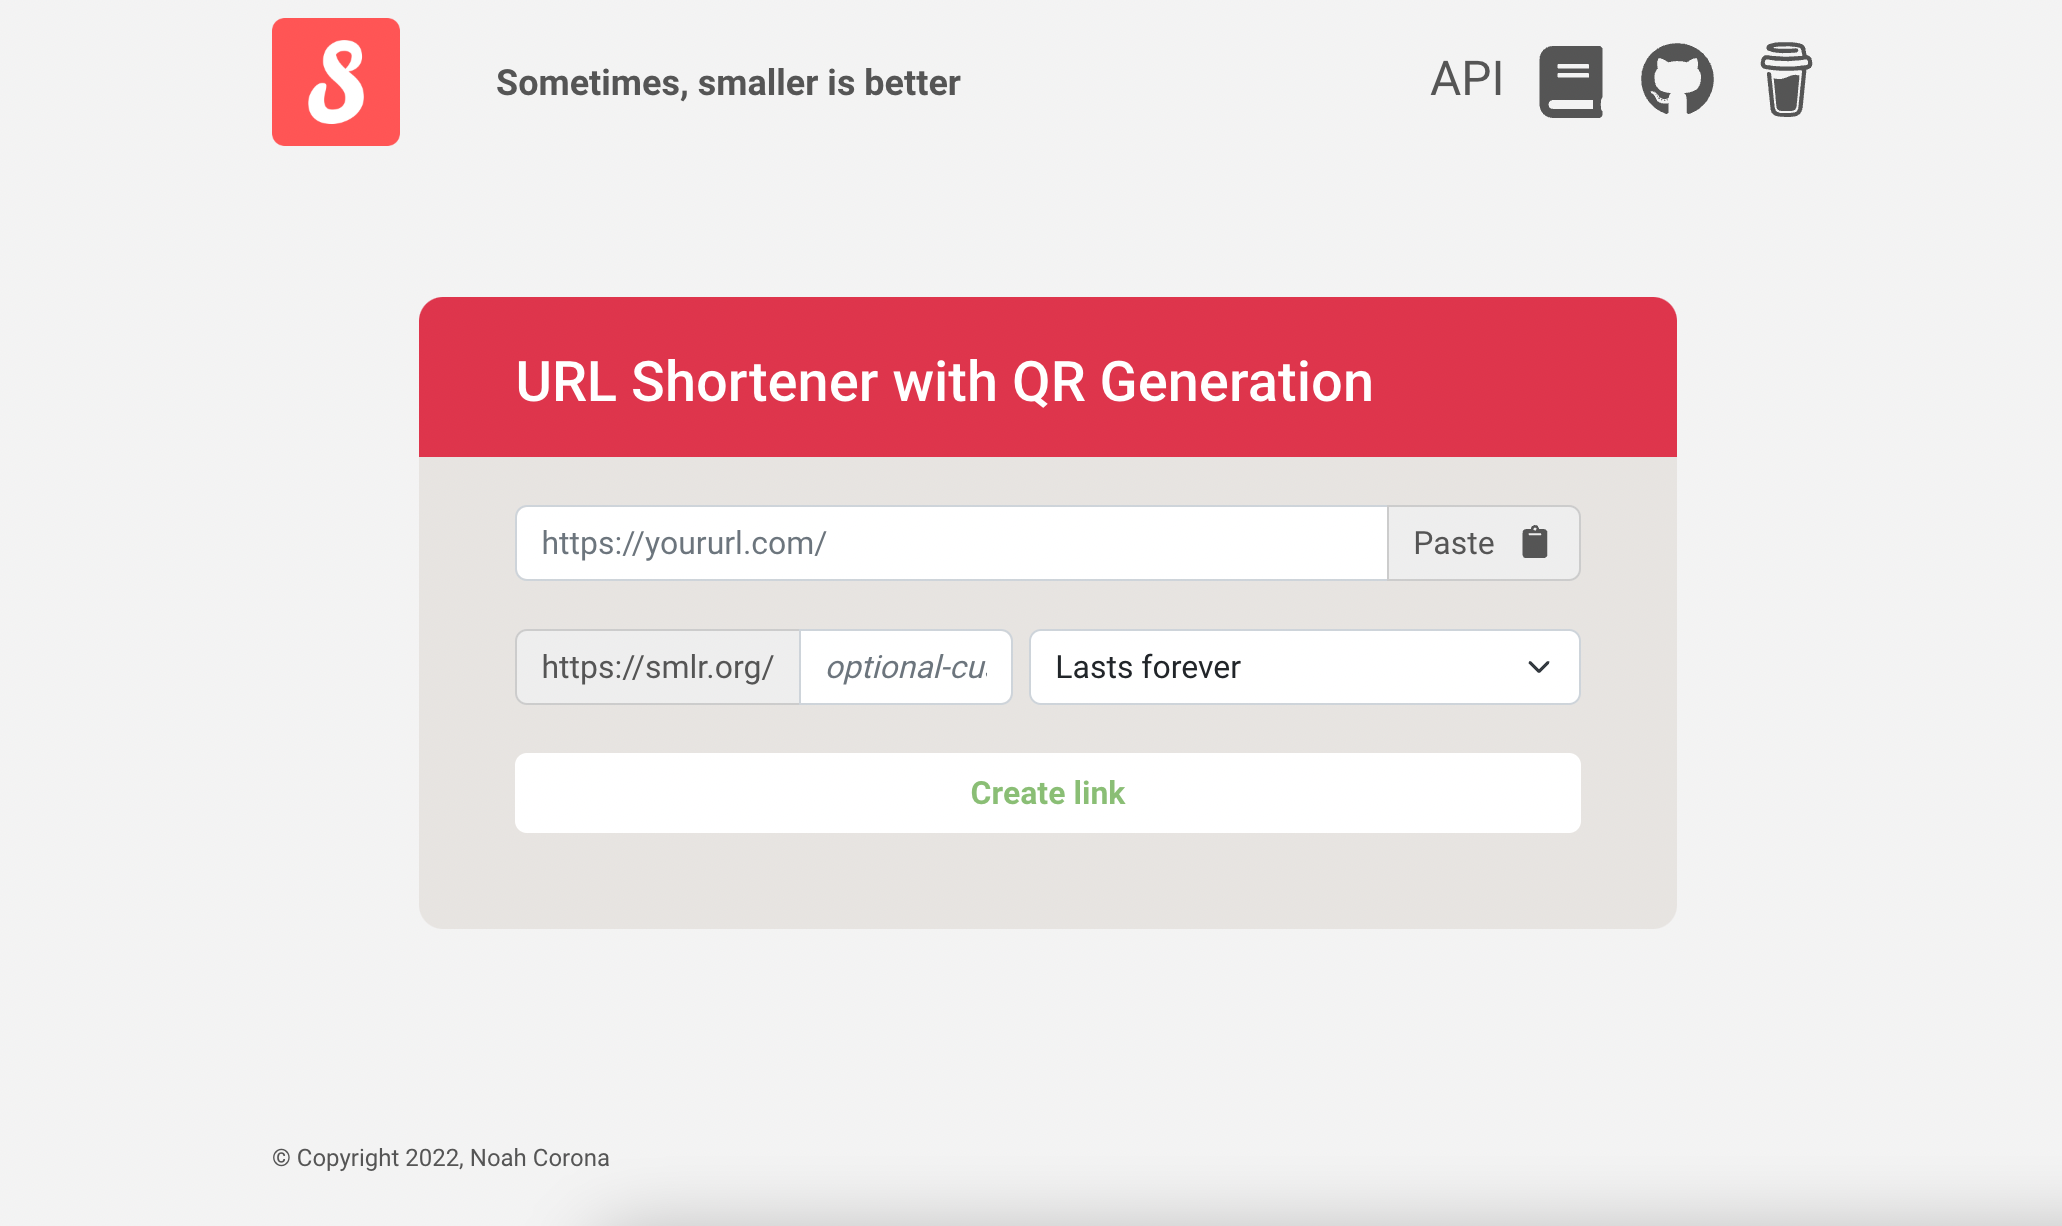 S
Sometimes, smaller is better
API
URL Shortener with QR Generation
https://yoururl.com/
Paste
https://smlr.org/
optional-cu
Lasts forever
Create link
© Copyright 2022, Noah Corona